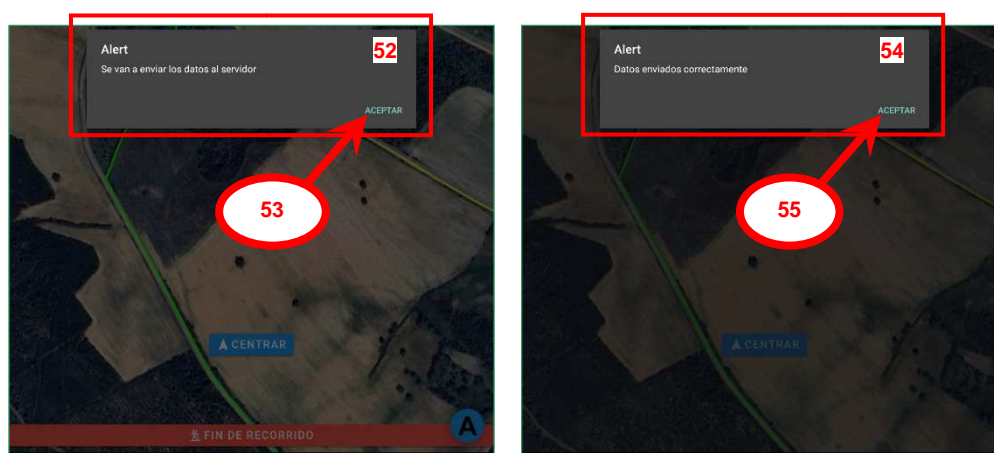 Alert
52
Se van a enviar los datos al servidor
ACEPTAR
53
CENTRAR
FIN DE RECORRIDO
A
Alert
54
Datos enviados correctamente
ACEPTAR
55
CENTRAR